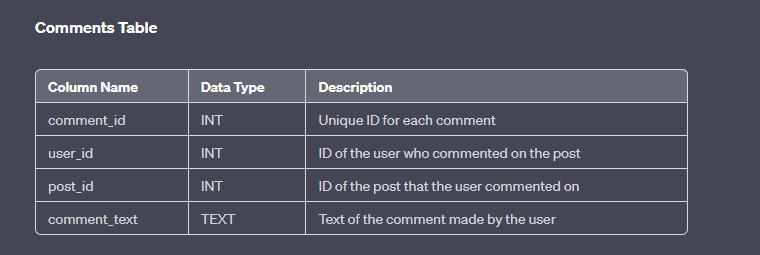 Comments Table
Column Name Data Type Description
comment_id INT Unique ID for each comment
user_id INT ID of the user who commented on the post
post_id INT ID of the post that the user commented on
comment_text TEXT Text of the comment made by the user